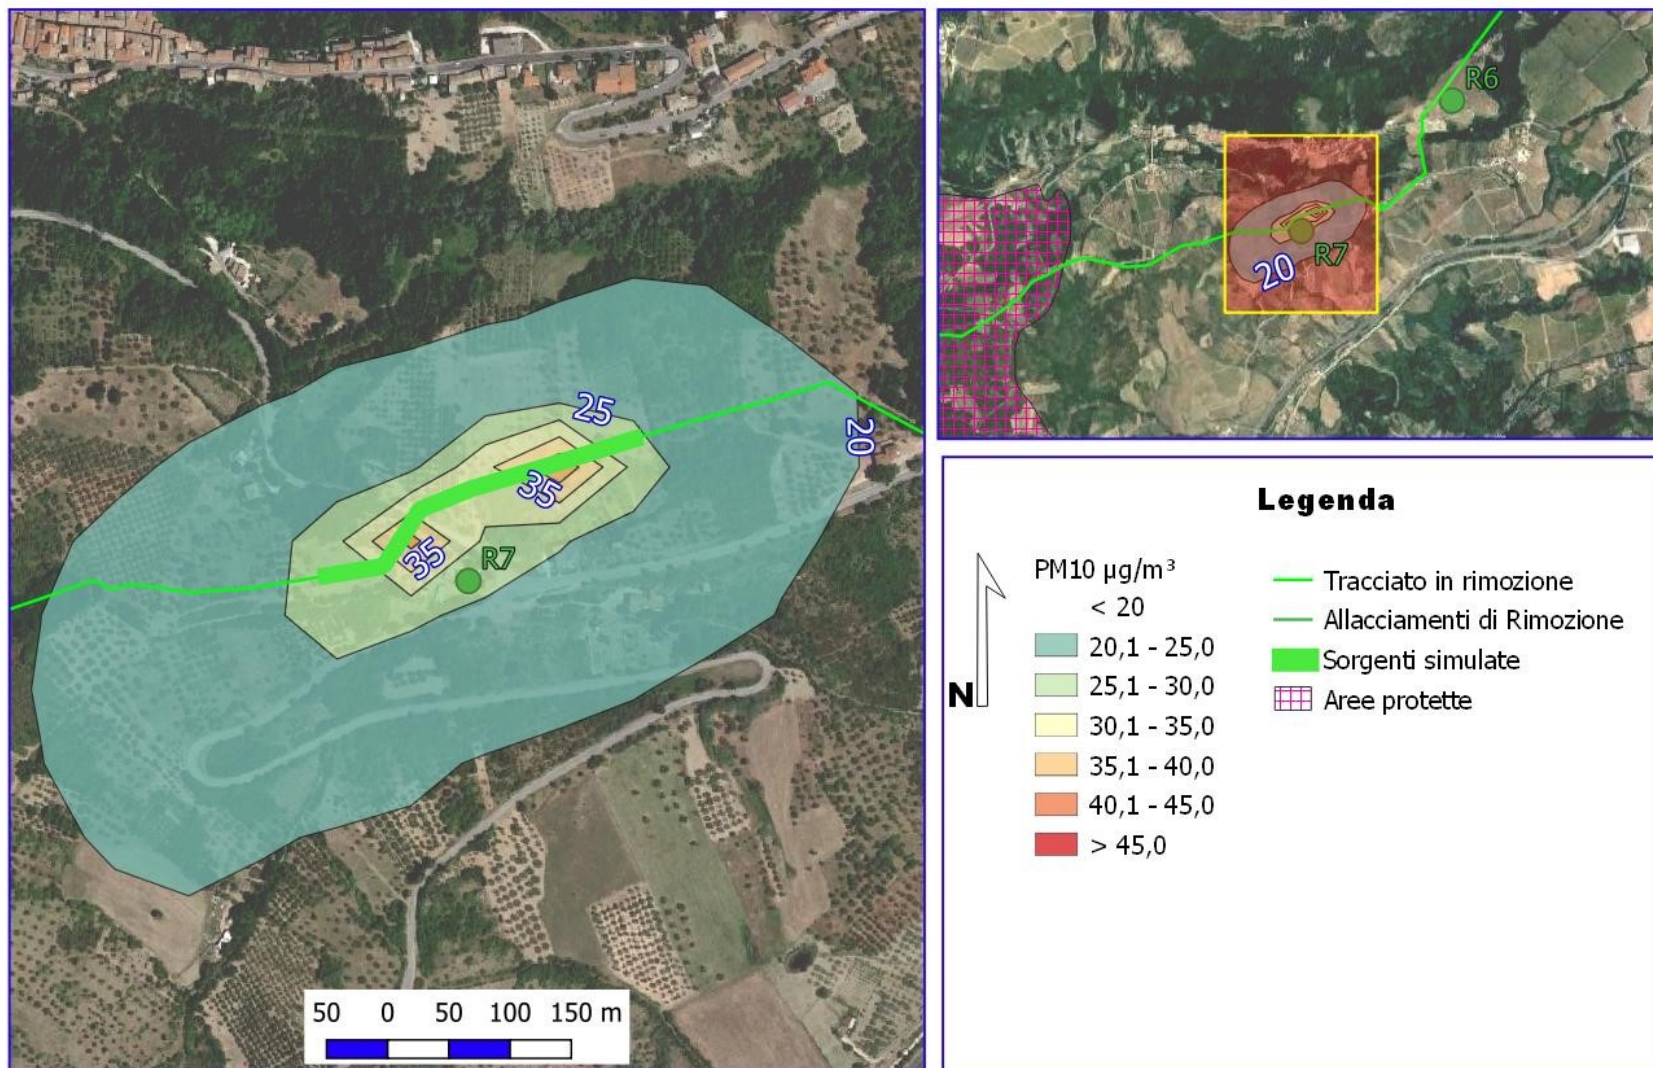 25
20
35
35
R7
50 0 50 100 150 m
R6
R7
20
Legenda
N
PM10 µg/m³
< 20
20,1 - 25,0
25,1 - 30,0
30,1 - 35,0
35,1 - 40,0
40,1 - 45,0
> 45,0
Tracciato in rimozione
Allacciamenti di Rimozione
Sorgenti simulate
Aree protette